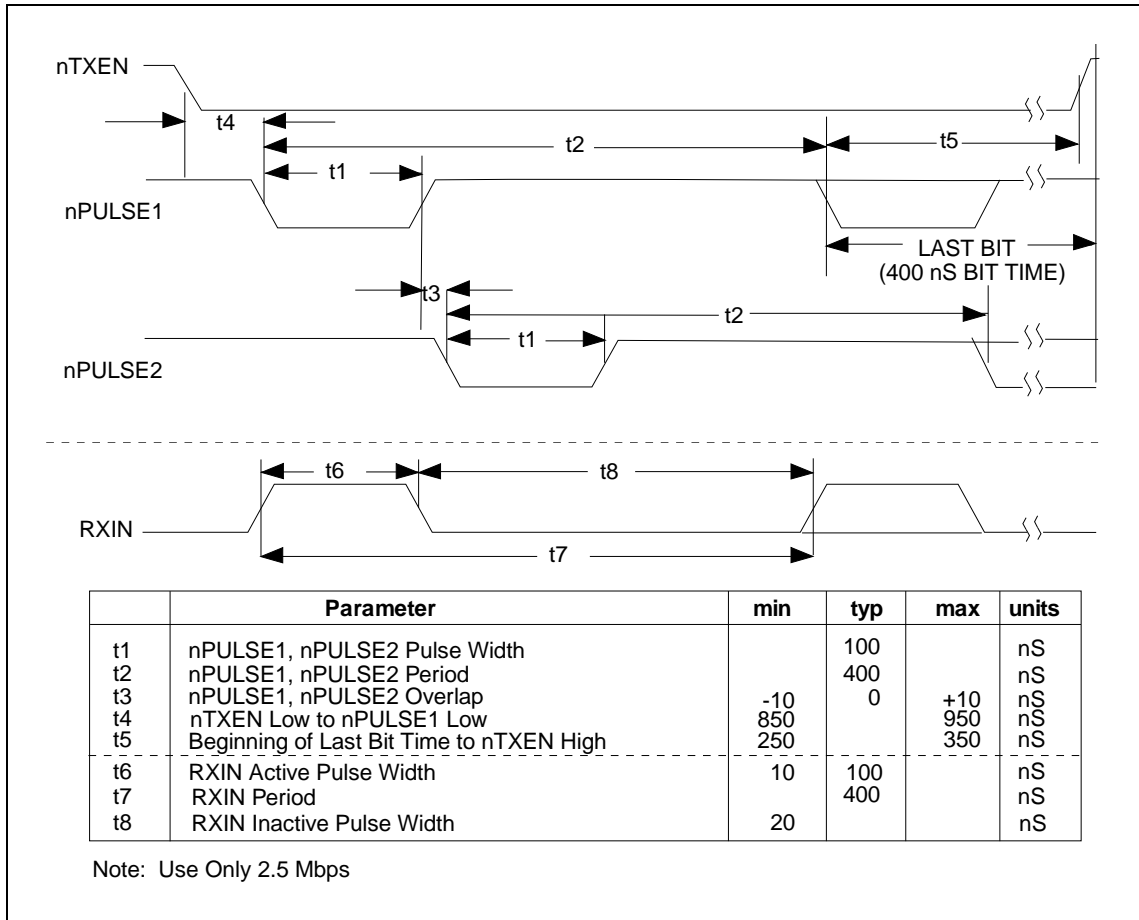 nTXEN
t4
t2
t5
t1
nPULSE1
LAST BIT
(400 nS BIT TIME)
t3
t2
t1
nPULSE2
t6
t8
RXIN
t7
Parameter min typ max units
t1 nPULSE1, nPULSE2 Pulse Width 100 nS
t2 nPULSE1, nPULSE2 Period 400 nS
t3 nPULSE1, nPULSE2 Overlap -10 0 +10 nS
t4 nTXEN Low to nPULSE1 Low 850 950 nS
t5 Beginning of Last Bit Time to nTXEN High 250 350 nS
t6 RXIN Active Pulse Width 10 100 nS
t7 RXIN Period 400 nS
t8 RXIN Inactive Pulse Width 20 nS
Note: Use Only 2.5 Mbps